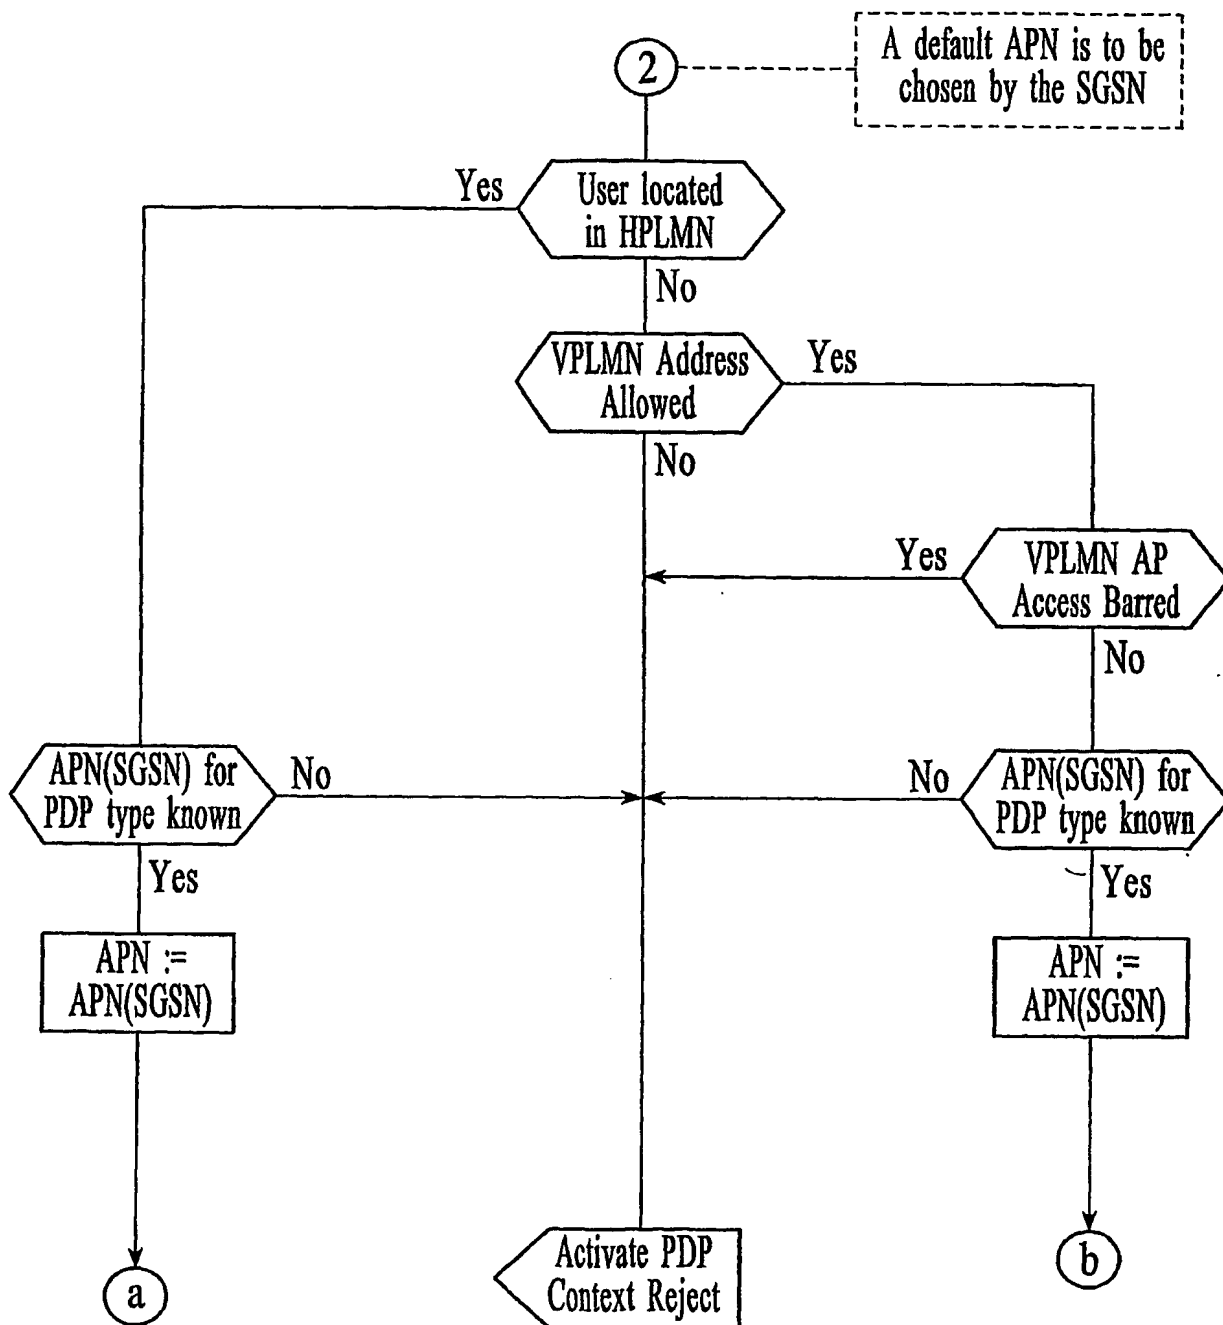 2
A default APN is to be
chosen by the SGSN
Yes
User located
in HPLMN
No
VPLMN Address
Allowed
Yes
No
Yes
VPLMN AP
Access Barred
No
APN(SGSN) for
PDP type known
No
No
APN(SGSN) for
PDP type known
Yes
Yes
APN :=
APN(SGSN)
APN :=
APN(SGSN)
a
Activate PDP
Context Reject
b